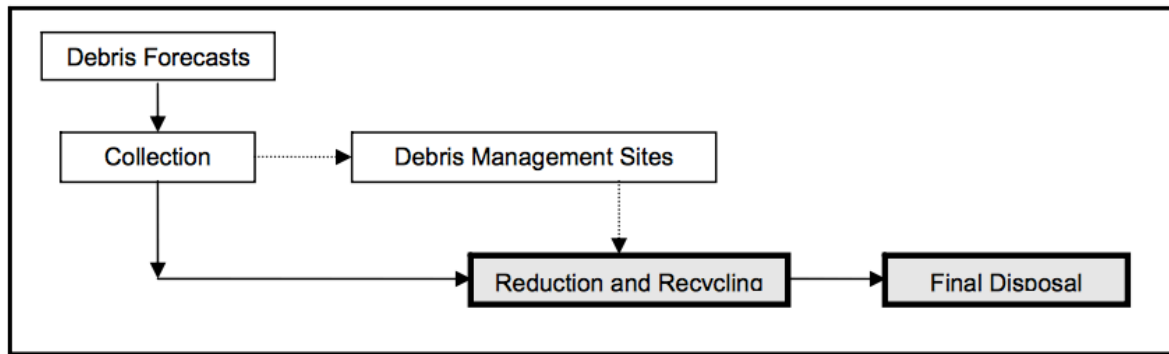 Debris Forecasts
Collection
Debris Management Sites
Reduction and Recycling
Final Disposal